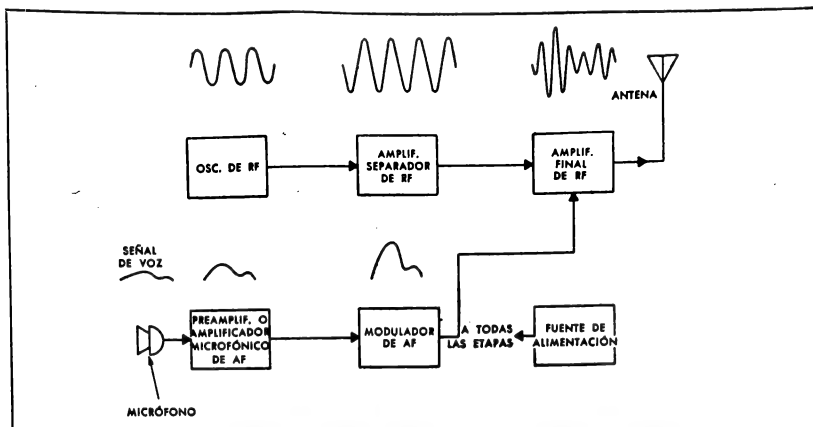 ANTENA
OSC. DE RF
AMPLIF.
SEPARADOR
DE RF
AMPLIF.
FINAL
DE RF
SEÑAL
DE VOZ
PREAMPLIF. O
AMPLIFICADOR
MICROFÓNICO
DE AF
MODULADOR
DE AF
A TODAS
LAS ETAPAS
FUENTE DE
ALIMENTACIÓN
MICRÓFONO